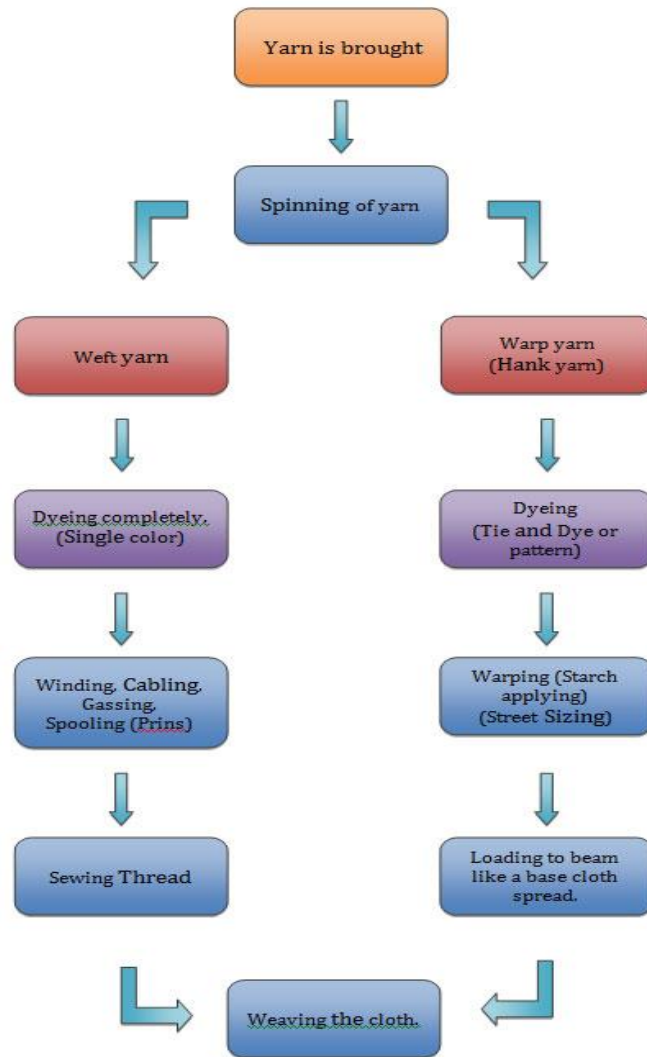 Yarn is brought
Spinning of yarn
Weft yarn
Warp yarn
(Hank yarn)
Dyeing completely.
(Single color)
Dyeing
(Tie and Dye or
pattern)
Winding, Cabling,
Gassing,
Spooling (Prins)
Warping (Starch
applying)
(Street Sizing)
Sewing Thread
Loading to beam
like a base cloth
spread.
Weaving the cloth.